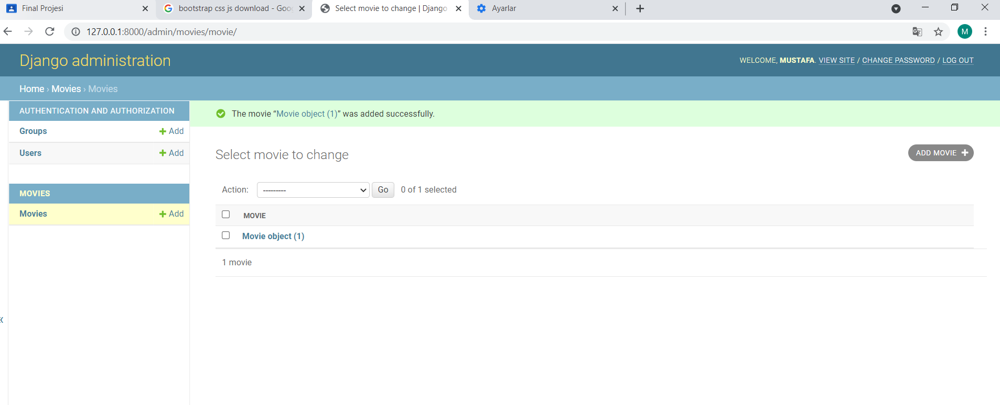 Final Projesi
bootstrap css js download - Goo
Select movie to change | Django
Ayarlar
127.0.0.1:8000/admin/movies/movie/
M
Django administration
WELCOME, MUSTAFA. VIEW SITE / CHANGE PASSWORD / LOG OUT
Home › Movies › Movies
AUTHENTICATION AND AUTHORIZATION
Groups + Add
Users + Add
MOVIES
Movies + Add
«
The movie “Movie object (1)” was added successfully.
Select movie to change
ADD MOVIE +
Action: --------- Go 0 of 1 selected
MOVIE
Movie object (1)
1 movie